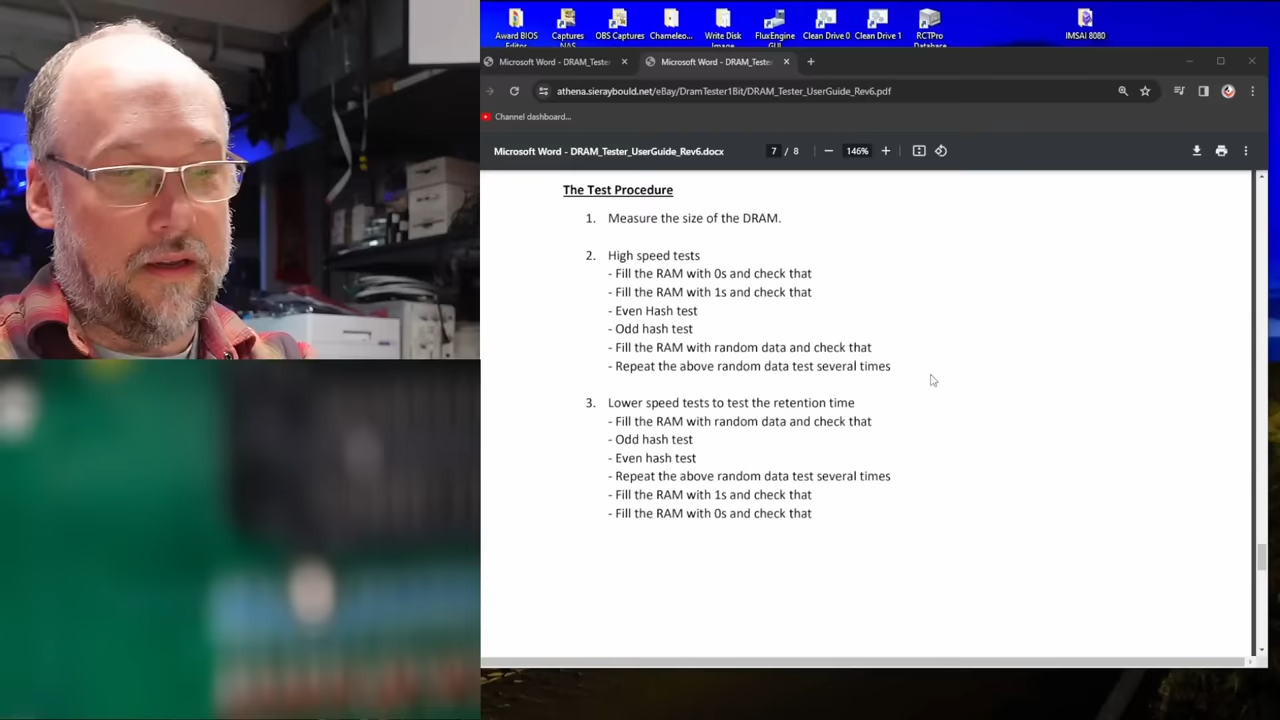 Award BIOS Editor
Captures NAS
OBS Captures
Chameleo...
Write Disk Image
FluxEngine GUI
Clean Drive 0
Clean Drive 1
RCTPro Database
IMSAI 8080
Microsoft Word - DRAM_Tester
Microsoft Word - DRAM_Tester
athena.sieraybould.net/eBay/DramTester1Bit/DRAM_Tester_UserGuide_Rev6.pdf
Channel dashboard...
Microsoft Word - DRAM_Tester_UserGuide_Rev6.docx
7 / 8
146%
The Test Procedure
1. Measure the size of the DRAM.
2. High speed tests
- Fill the RAM with 0s and check that
- Fill the RAM with 1s and check that
- Even Hash test
- Odd hash test
- Fill the RAM with random data and check that
- Repeat the above random data test several times
3. Lower speed tests to test the retention time
- Fill the RAM with random data and check that
- Odd hash test
- Even hash test
- Repeat the above random data test several times
- Fill the RAM with 1s and check that
- Fill the RAM with 0s and check that